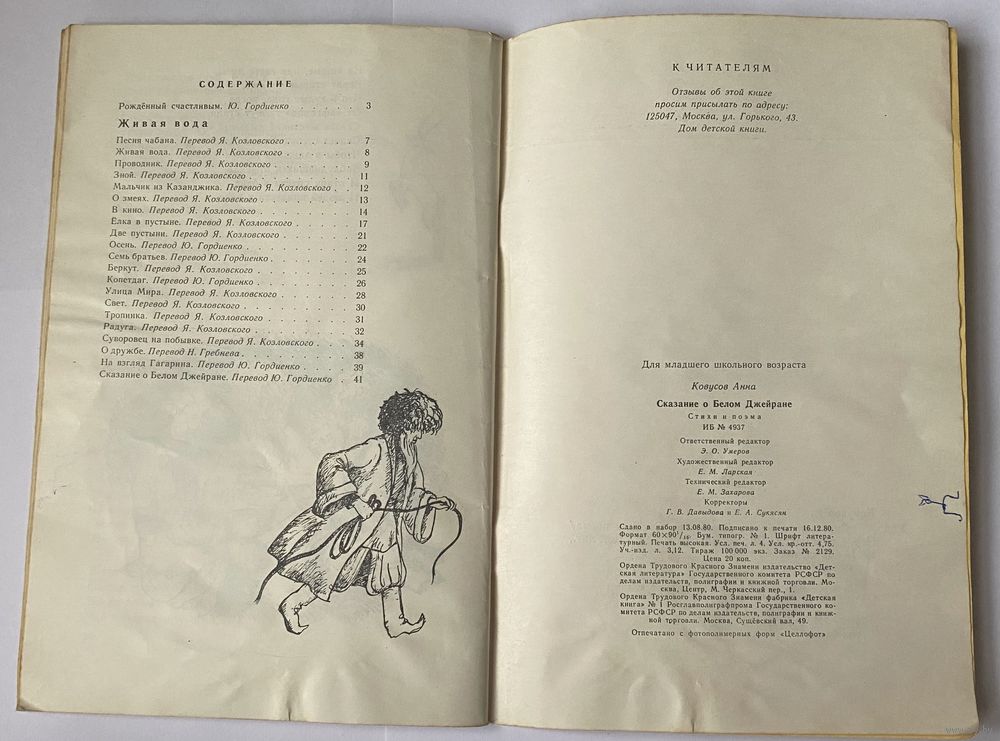 СОДЕРЖАНИЕ
Рождённый счастливым. Ю. Гордиенко . . . . . 3
Живая вода
Песня чабана. Перевод Я. Козловского . . . . . 7
Живая вода. Перевод Я. Козловского . . . . . 8
Проводник. Перевод Я. Козловского . . . . . . 9
Зной. Перевод Я. Козловского . . . . . . . . 11
Мальчик из Казанджика. Перевод Я. Козловского . . 12
О змеях. Перевод Я. Козловского . . . . . . . 13
В кино. Перевод Я. Козловского . . . . . . . 14
Ёлка в пустыне. Перевод Я. Козловского . . . . 17
Две пустыни. Перевод Я. Козловского . . . . . 21
Осень. Перевод Ю. Гордиенко . . . . . . . . 22
Семь братьев. Перевод Ю. Гордиенко . . . . . . 24
Беркут. Перевод Я. Козловского . . . . . . . 25
Копетдаг. Перевод Ю. Гордиенко . . . . . . . 26
Улица Мира. Перевод Я. Козловского . . . . . 28
Свет. Перевод Я. Козловского . . . . . . . . 30
Тропинка. Перевод Я. Козловского . . . . . . 31
Радуга. Перевод Я. Козловского . . . . . . . 32
Суворовец на побывке. Перевод Я. Козловского . . 34
О дружбе. Перевод Н. Гребнева . . . . . . . . 38
На взгляд Гагарина. Перевод Ю. Гордиенко . . . . 39
Сказание о Белом Джейране. Перевод Ю. Гордиенко . 41
К ЧИТАТЕЛЯМ
Отзывы об этой книге
просим присылать по адресу:
125047, Москва, ул. Горького, 43.
Дом детской книги.
Для младшего школьного возраста
Ковусов Анна
Сказание о Белом Джейране
Стихи и поэма
ИБ № 4937
Ответственный редактор
Э. О. Умеров
Художественный редактор
Е. М. Ларская
Технический редактор
Е. М. Захарова
Корректоры
Г. В. Давыдова и Е. А. Сукясян
Сдано в набор 13.08.80. Подписано к печати 16.12.80.
Формат 60×90¹/₁₆. Бум. типогр. № 1. Шрифт литера-
турный. Печать высокая. Усл. печ. л. 4. Усл. кр.-отт. 4,75.
Уч.-изд. л. 3,12. Тираж 100 000 экз. Заказ № 2129.
Цена 20 коп.
Ордена Трудового Красного Знамени издательство «Дет-
ская литература» Государственного комитета РСФСР по
делам издательств, полиграфии и книжной торговли. Мо-
сква, Центр, М. Черкасский пер., 1.
Ордена Трудового Красного Знамени фабрика «Детская
книга» № 1 Росглавполиграфпрома Государственного ко-
митета РСФСР по делам издательств, полиграфии и книж-
ной торговли. Москва, Сущёвский вал, 49.
Отпечатано с фотополимерных форм «Целлофот»